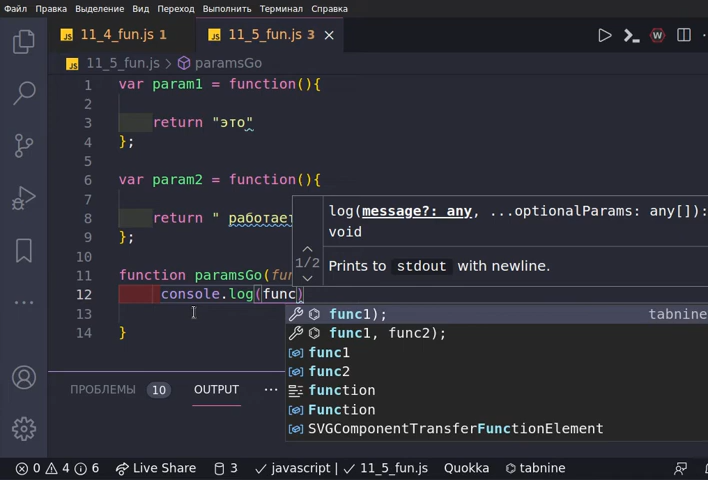 Файл Правка Выделение Вид Переход Выполнить Терминал Справка
JS 11_4_fun.js 1 JS 11_5_fun.js 3 ×
JS 11_5_fun.js > paramsGo
1 var param1 = function(){
2
3 return "это"
4 };
5
6 var param2 = function(){
7
8 return " работает
9 };
10
11 function paramsGo(fun
12 console.log(func)
13
14 }
log(message?: any, ...optionalParams: any[]):
void
1/2
Prints to stdout with newline.
func1); tabnine
func1, func2);
func1
func2
function
Function
SVGComponentTransferFunctionElement
ПРОБЛЕМЫ 10 OUTPUT ...
0 4 6 Live Share 3 ✓ javascript | ✓ 11_5_fun.js Quokka tabnine